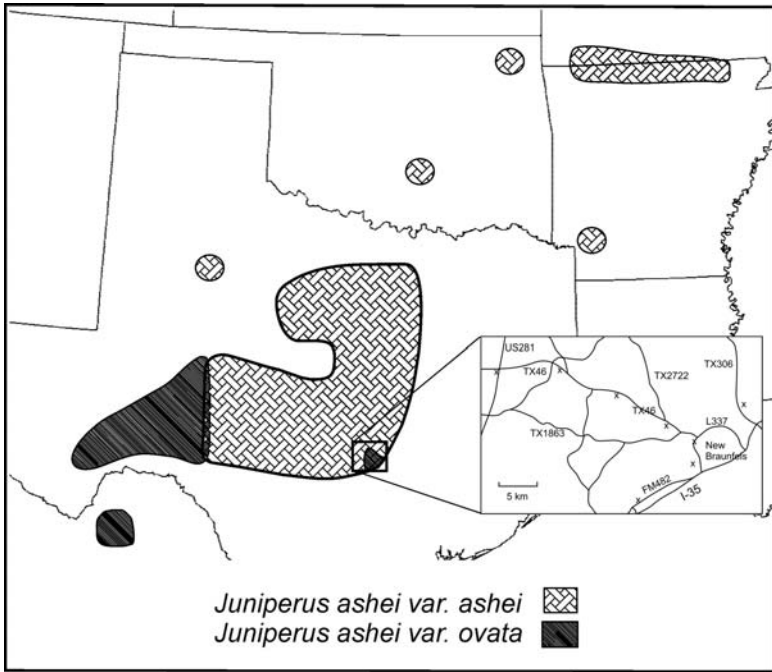 US281
TX46
TX2722
TX306
TX46
L337
TX1863
New
Braunfels
5 km
FM482
I-35
Juniperus ashei var. ashei
Juniperus ashei var. ovata